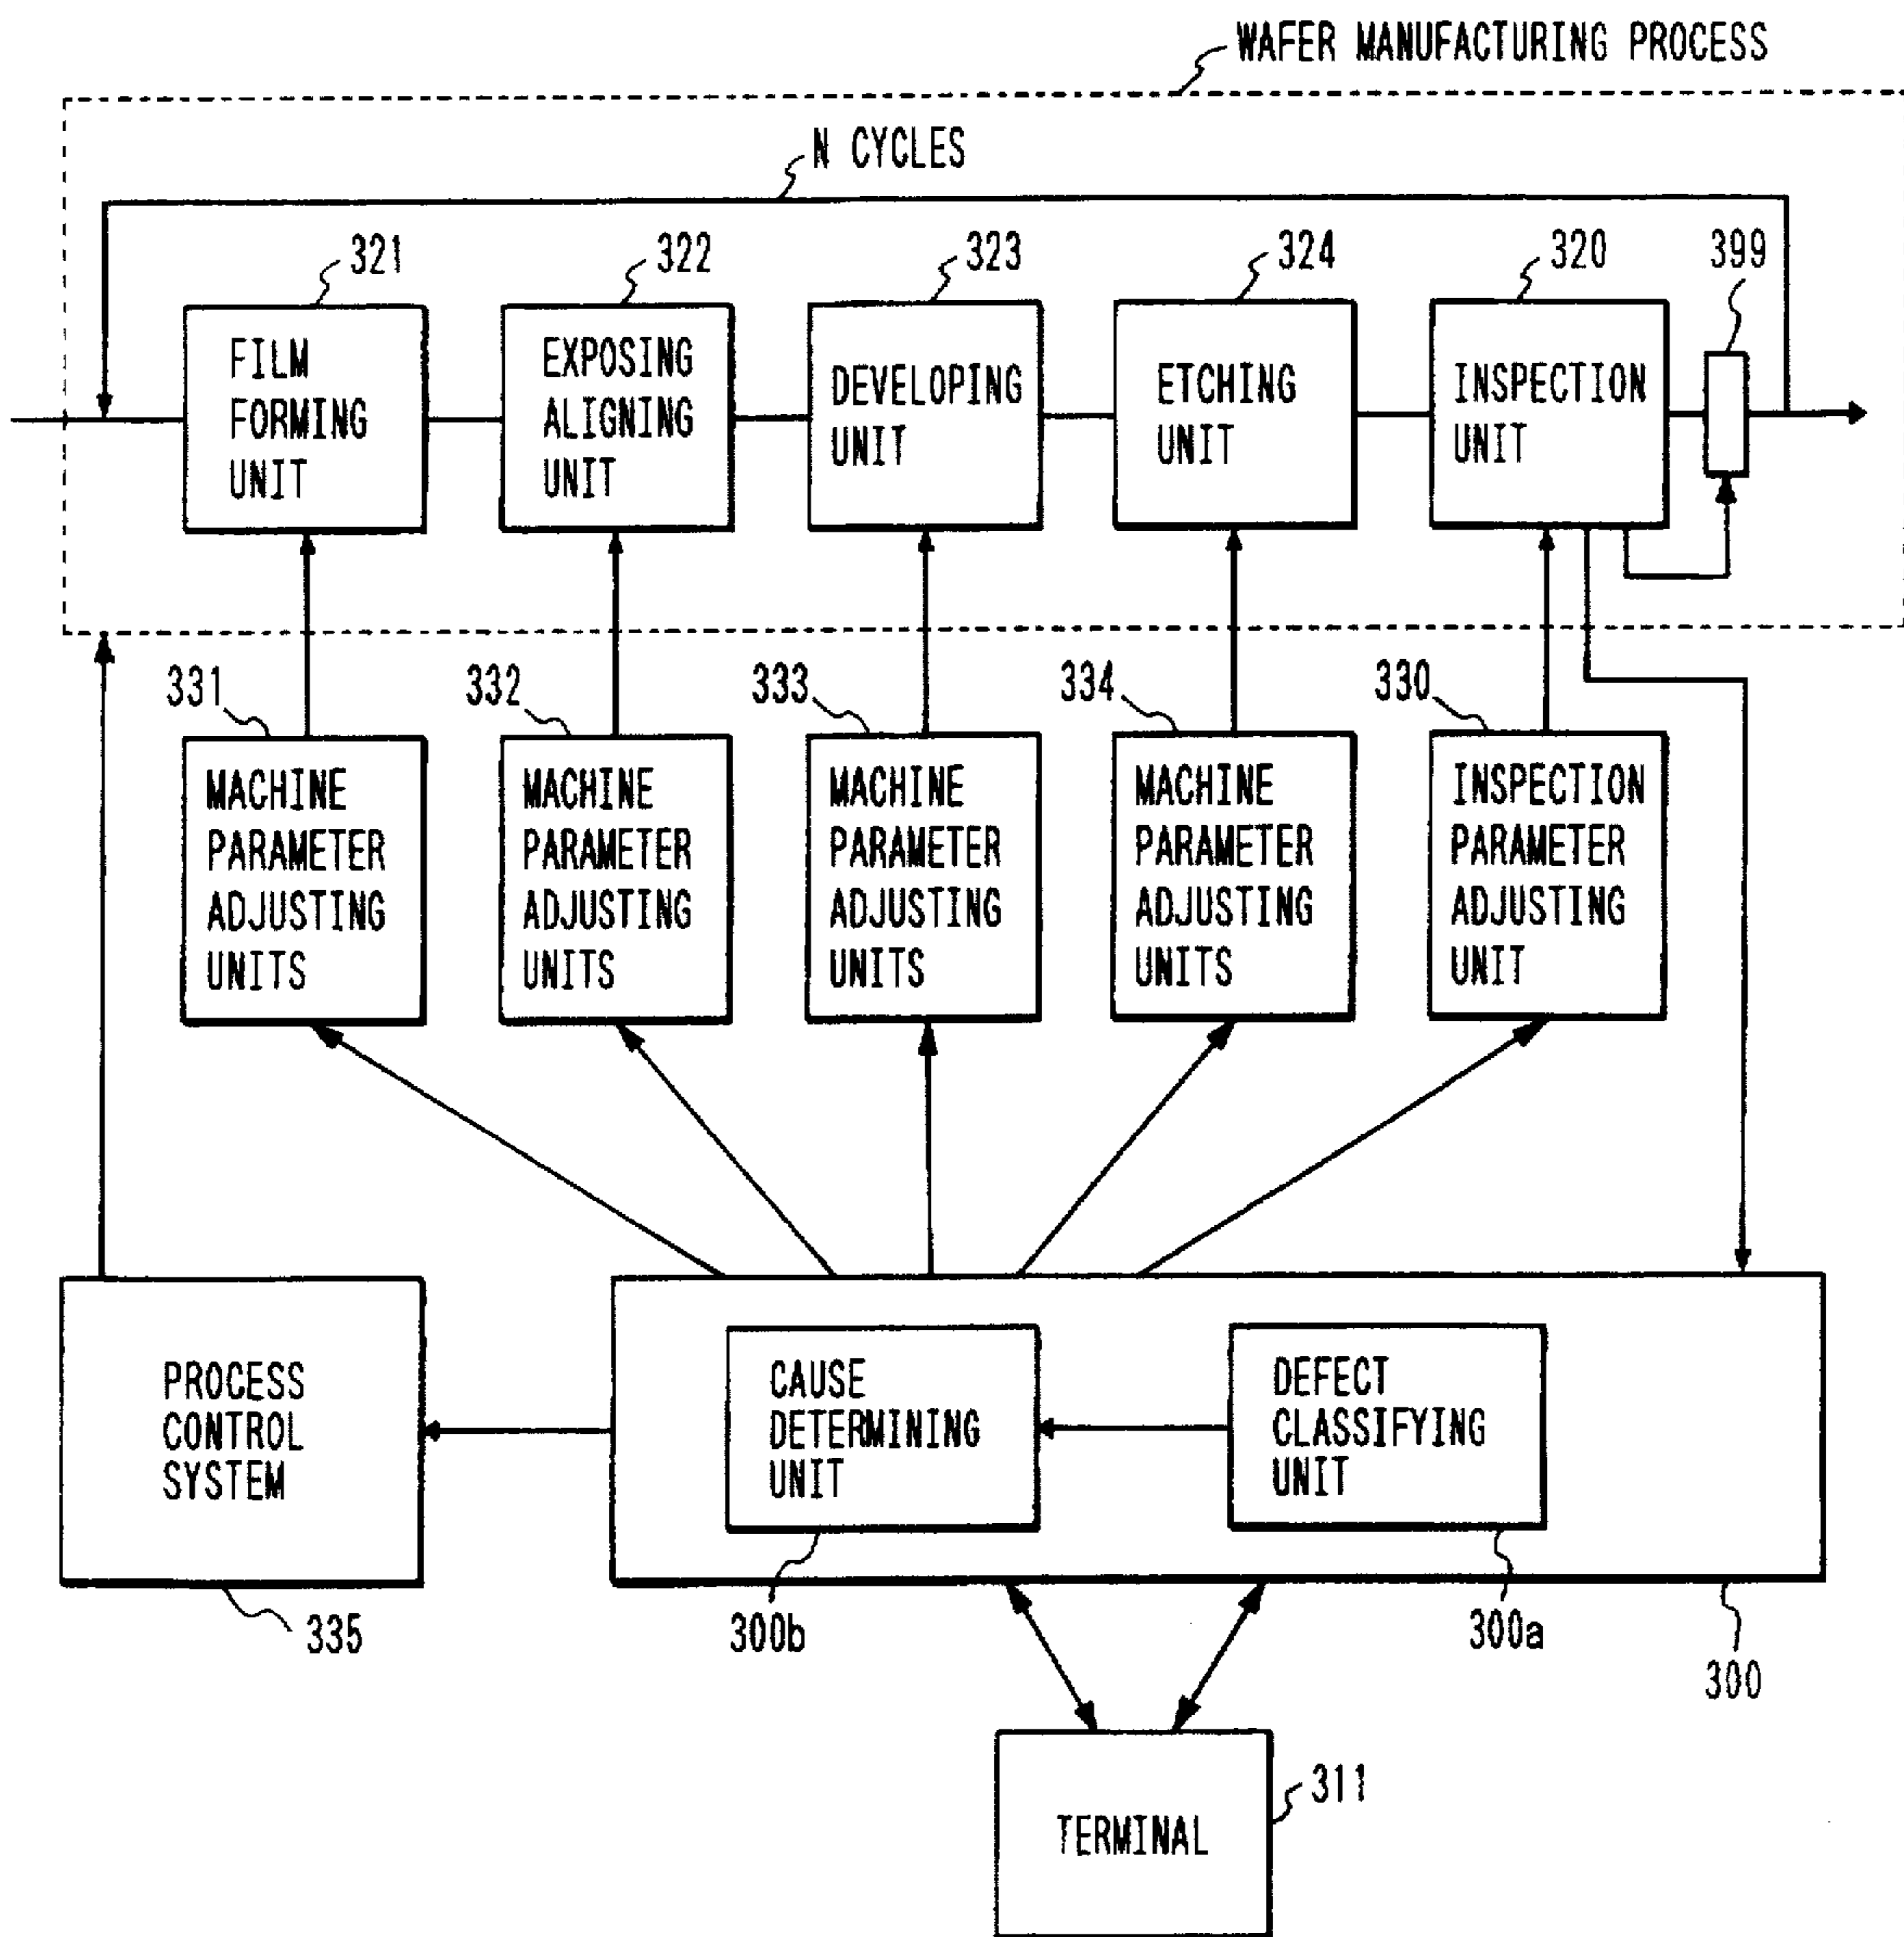 WAFER MANUFACTURING PROCESS
N CYCLES
321
322
323
324
320
399
FILM
FORMING
UNIT
EXPOSING
ALIGNING
UNIT
DEVELOPING
UNIT
ETCHING
UNIT
INSPECTION
UNIT
331
332
333
334
330
MACHINE
PARAMETER
ADJUSTING
UNITS
MACHINE
PARAMETER
ADJUSTING
UNITS
MACHINE
PARAMETER
ADJUSTING
UNITS
MACHINE
PARAMETER
ADJUSTING
UNITS
INSPECTION
PARAMETER
ADJUSTING
UNIT
PROCESS
CONTROL
SYSTEM
CAUSE
DETERMINING
UNIT
DEFECT
CLASSIFYING
UNIT
335
300b
300a
300
311
TERMINAL